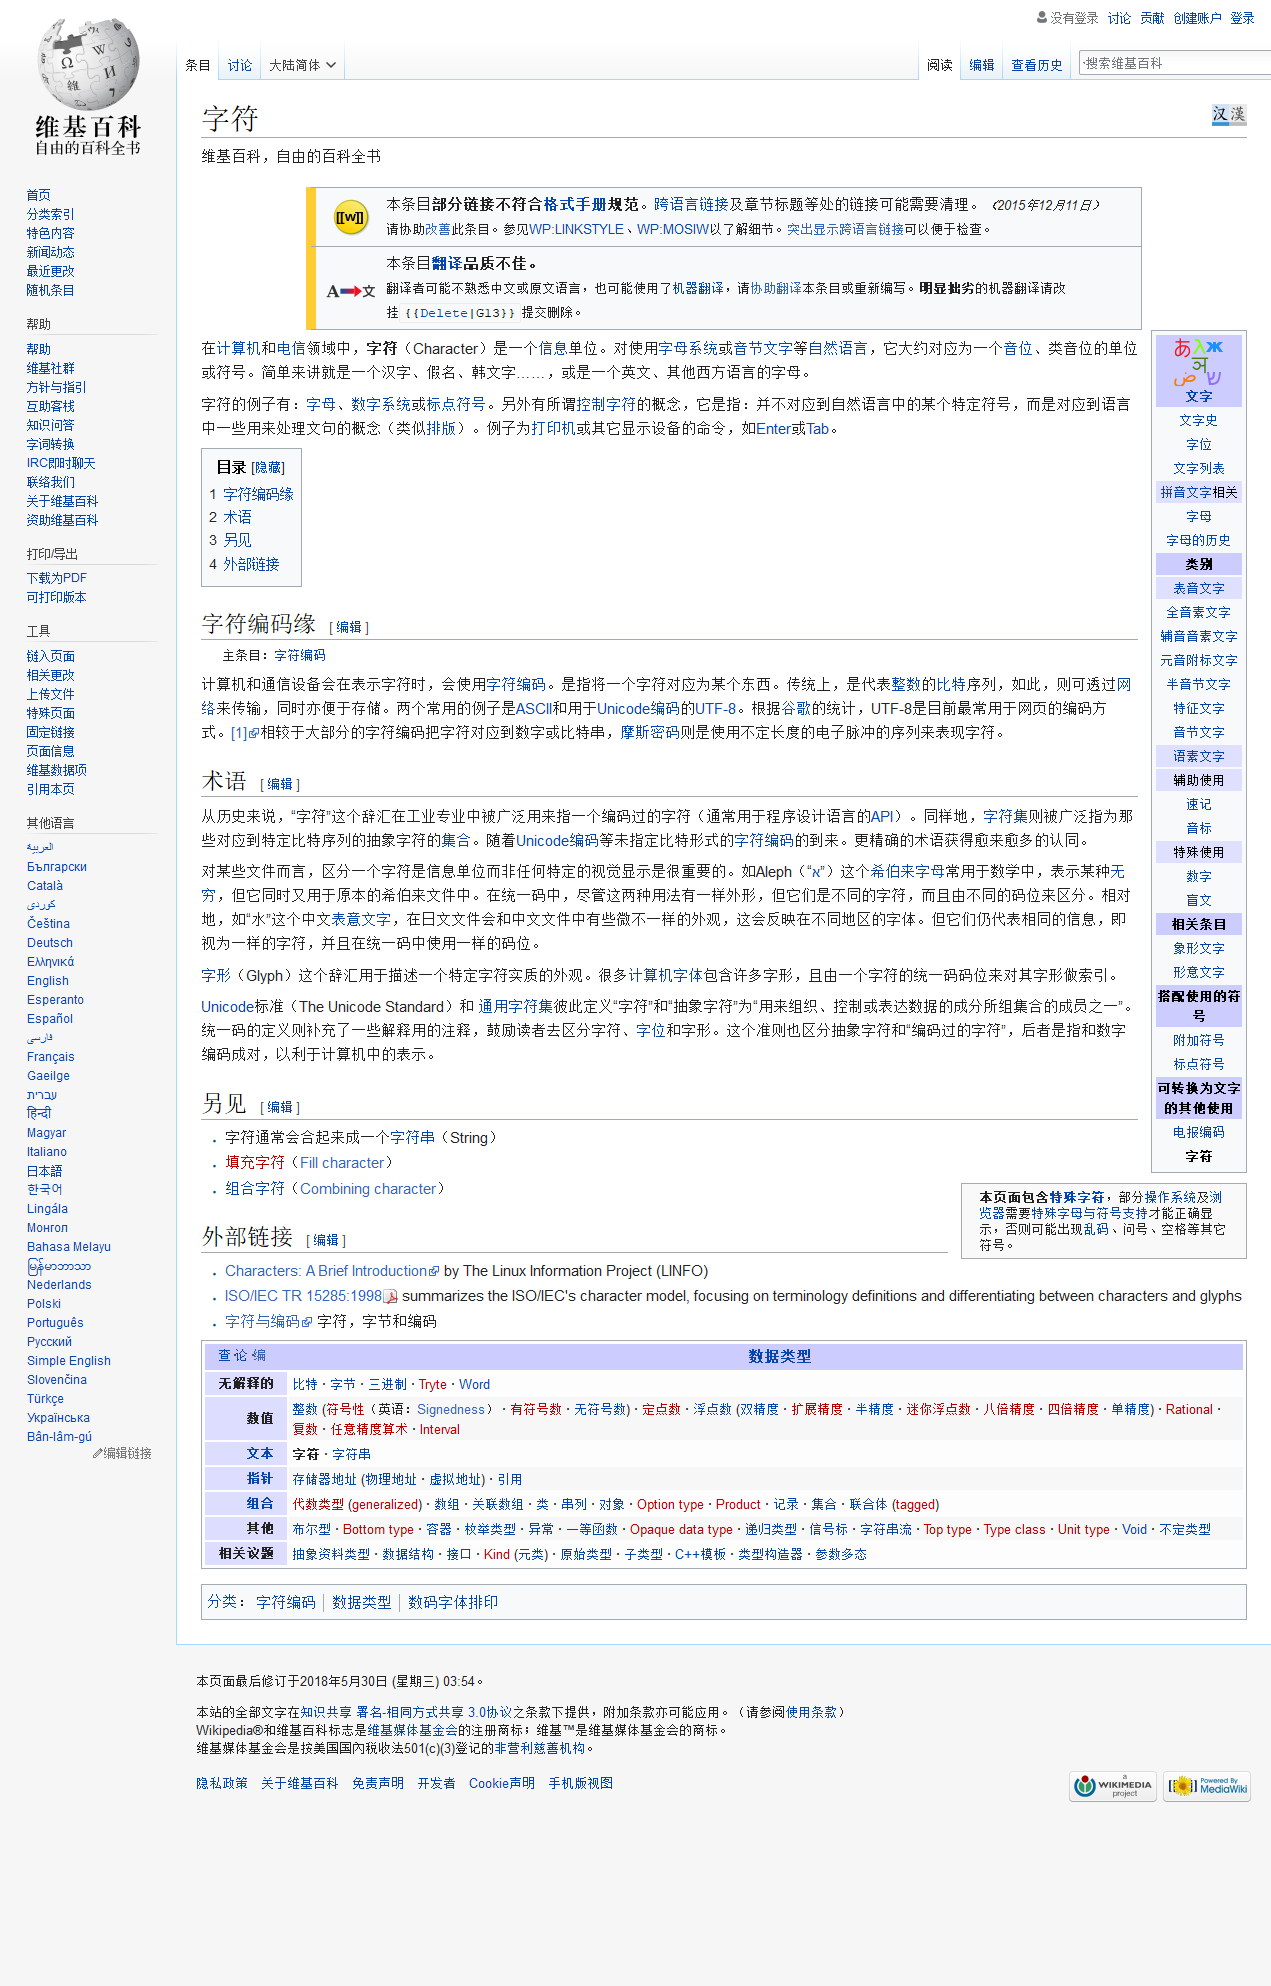 没有登录 讨论 贡献 创建账户 登录
条目 讨论 大陆简体 阅读 编辑 查看历史 搜索维基百科
维基百科
自由的百科全书
首页
分类索引
特色内容
新闻动态
最近更改
随机条目
帮助
帮助
维基社群
方针与指引
互助客栈
知识问答
字词转换
IRC即时聊天
联络我们
关于维基百科
资助维基百科
打印/导出
下载为PDF
可打印版本
工具
链入页面
相关更改
上传文件
特殊页面
固定链接
页面信息
维基数据项
引用本页
其他语言
العربية
Български
Català
کوردی
Čeština
Deutsch
Ελληνικά
English
Esperanto
Español
فارسی
Français
Gaeilge
עברית
हिन्दी
Magyar
Italiano
日本語
한국어
Lingála
Монгол
Bahasa Melayu
မြန်မာဘာသာ
Nederlands
Polski
Português
Русский
Simple English
Slovenčina
Türkçe
Українська
Bân-lâm-gú
编辑链接
字符 汉 漢
维基百科，自由的百科全书
[[W]]
本条目部分链接不符合格式手册规范。跨语言链接及章节标题等处的链接可能需要清理。 （2015年12月11日）
请协助改善此条目。参见WP:LINKSTYLE、WP:MOSIW以了解细节。突出显示跨语言链接可以便于检查。
A 文
本条目翻译品质不佳。
翻译者可能不熟悉中文或原文语言，也可能使用了机器翻译，请协助翻译本条目或重新编写。明显拙劣的机器翻译请改
挂{{Delete|G13}}提交删除。
在计算机和电信领域中，字符（Character）是一个信息单位。对使用字母系统或音节文字等自然语言，它大约对应为一个音位、类音位的单位
或符号。简单来讲就是一个汉字、假名、韩文字……，或是一个英文、其他西方语言的字母。
字符的例子有：字母、数字系统或标点符号。另外有所谓控制字符的概念，它是指：并不对应到自然语言中的某个特定符号，而是对应到语言
中一些用来处理文句的概念（类似排版）。例子为打印机或其它显示设备的命令，如Enter或Tab。
目录 [隐藏]
1 字符编码缘
2 术语
3 另见
4 外部链接
字符编码缘 [ 编辑 ]
主条目：字符编码
计算机和通信设备会在表示字符时，会使用字符编码。是指将一个字符对应为某个东西。传统上，是代表整数的比特序列，如此，则可透过网
络来传输，同时亦便于存储。两个常用的例子是ASCII和用于Unicode编码的UTF-8。根据谷歌的统计，UTF-8是目前最常用于网页的编码方
式。[1]相较于大部分的字符编码把字符对应到数字或比特串，摩斯密码则是使用不定长度的电子脉冲的序列来表现字符。
术语 [ 编辑 ]
从历史来说，“字符”这个辞汇在工业专业中被广泛用来指一个编码过的字符（通常用于程序设计语言的API）。同样地，字符集则被广泛指为那
些对应到特定比特序列的抽象字符的集合。随着Unicode编码等未指定比特形式的字符编码的到来。更精确的术语获得愈来愈多的认同。
对某些文件而言，区分一个字符是信息单位而非任何特定的视觉显示是很重要的。如Aleph（“א”）这个希伯来字母常用于数学中，表示某种无
穷，但它同时又用于原本的希伯来文件中。在统一码中，尽管这两种用法有一样外形，但它们是不同的字符，而且由不同的码位来区分。相对
地，如“水”这个中文表意文字，在日文文件会和中文文件中有些微不一样的外观，这会反映在不同地区的字体。但它们仍代表相同的信息，即
视为一样的字符，并且在统一码中使用一样的码位。
字形（Glyph）这个辞汇用于描述一个特定字符实质的外观。很多计算机字体包含许多字形，且由一个字符的统一码码位来对其字形做索引。
Unicode标准（The Unicode Standard）和 通用字符集彼此定义“字符”和“抽象字符”为“用来组织、控制或表达数据的成分所组集合的成员之一”。
统一码的定义则补充了一些解释用的注释，鼓励读者去区分字符、字位和字形。这个准则也区分抽象字符和“编码过的字符”，后者是指和数字
编码成对，以利于计算机中的表示。
另见 [ 编辑 ]
字符通常会合起来成一个字符串（String）
填充字符（Fill character）
组合字符（Combining character）
外部链接 [ 编辑 ]
Characters: A Brief Introduction by The Linux Information Project (LINFO)
ISO/IEC TR 15285:1998 summarizes the ISO/IEC's character model, focusing on terminology definitions and differentiating between characters and glyphs
字符与编码 字符，字节和编码
文字
文字史
字位
文字列表
拼音文字相关
字母
字母的历史
类别
表音文字
全音素文字
辅音音素文字
元音附标文字
半音节文字
特征文字
音节文字
语素文字
辅助使用
速记
音标
特殊使用
数字
盲文
相关条目
象形文字
形意文字
搭配使用的符
号
附加符号
标点符号
可转换为文字
的其他使用
电报编码
字符
本页面包含特殊字符，部分操作系统及浏
览器需要特殊字母与符号支持才能正确显
示，否则可能出现乱码、问号、空格等其它
符号。
查·论·编 数据类型
无解释的 比特 · 字节 · 三进制 · Tryte · Word
数值 整数 (符号性（英语：Signedness） · 有符号数 · 无符号数) · 定点数 · 浮点数 (双精度 · 扩展精度 · 半精度 · 迷你浮点数 · 八倍精度 · 四倍精度 · 单精度) · Rational ·
复数 · 任意精度算术 · Interval
文本 字符 · 字符串
指针 存储器地址 (物理地址 · 虚拟地址) · 引用
组合 代数类型 (generalized) · 数组 · 关联数组 · 类 · 串列 · 对象 · Option type · Product · 记录 · 集合 · 联合体 (tagged)
其他 布尔型 · Bottom type · 容器 · 枚举类型 · 异常 · 一等函数 · Opaque data type · 递归类型 · 信号标 · 字符串流 · Top type · Type class · Unit type · Void · 不定类型
相关议题 抽象资料类型 · 数据结构 · 接口 · Kind (元类) · 原始类型 · 子类型 · C++模板 · 类型构造器 · 参数多态
分类： 字符编码 | 数据类型 | 数码字体排印
本页面最后修订于2018年5月30日 (星期三) 03:54。
本站的全部文字在知识共享 署名-相同方式共享 3.0协议之条款下提供，附加条款亦可能应用。（请参阅使用条款）
Wikipedia®和维基百科标志是维基媒体基金会的注册商标；维基™是维基媒体基金会的商标。
维基媒体基金会是按美国国內税收法501(c)(3)登记的非营利慈善机构。
隐私政策 关于维基百科 免责声明 开发者 Cookie声明 手机版视图
a WIKIMEDIA project
Powered By MediaWiki